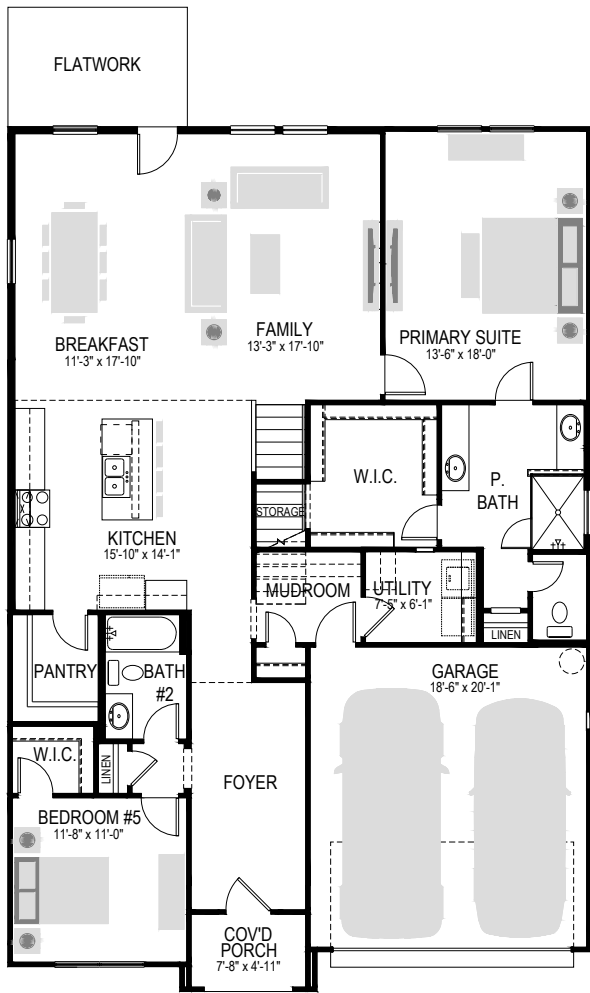 FLATWORK
BREAKFAST
11'-3" x 17'-10"
FAMILY
13'-3" x 17'-10"
PRIMARY SUITE
13'-6" x 18'-0"
W.I.C.
P.
BATH
STORAGE
KITCHEN
15'-10" x 14'-1"
MUDROOM
UTILITY
7'-5" x 6'-1"
LINEN
PANTRY
BATH
#2
GARAGE
18'-6" x 20'-1"
W.I.C.
LINEN
FOYER
BEDROOM #5
11'-8" x 11'-0"
COV'D
PORCH
7'-8" x 4'-11"